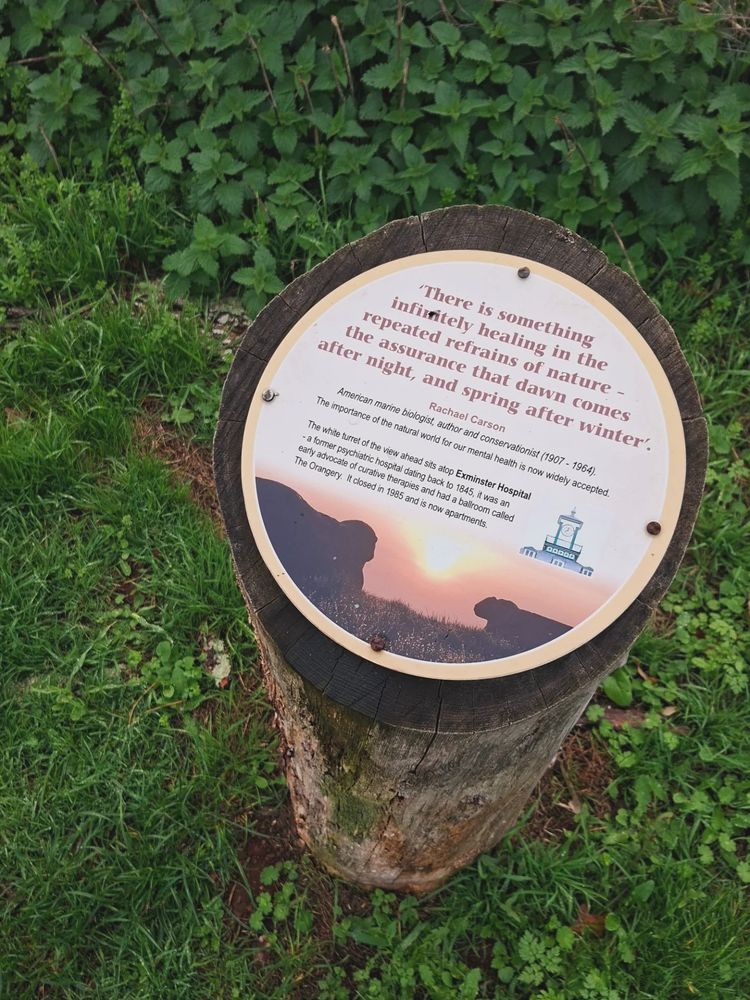 ‘There is something
infinitely healing in the
repeated refrains of nature -
the assurance that dawn comes
after night, and spring after winter’.
Rachael Carson
American marine biologist, author and conservationist (1907 - 1964).
The importance of the natural world for our mental health is now widely accepted.
The white turret of the view ahead sits atop Exminster Hospital
- a former psychiatric hospital dating back to 1845, it was an
early advocate of curative therapies and had a ballroom called
The Orangery. It closed in 1985 and is now apartments.